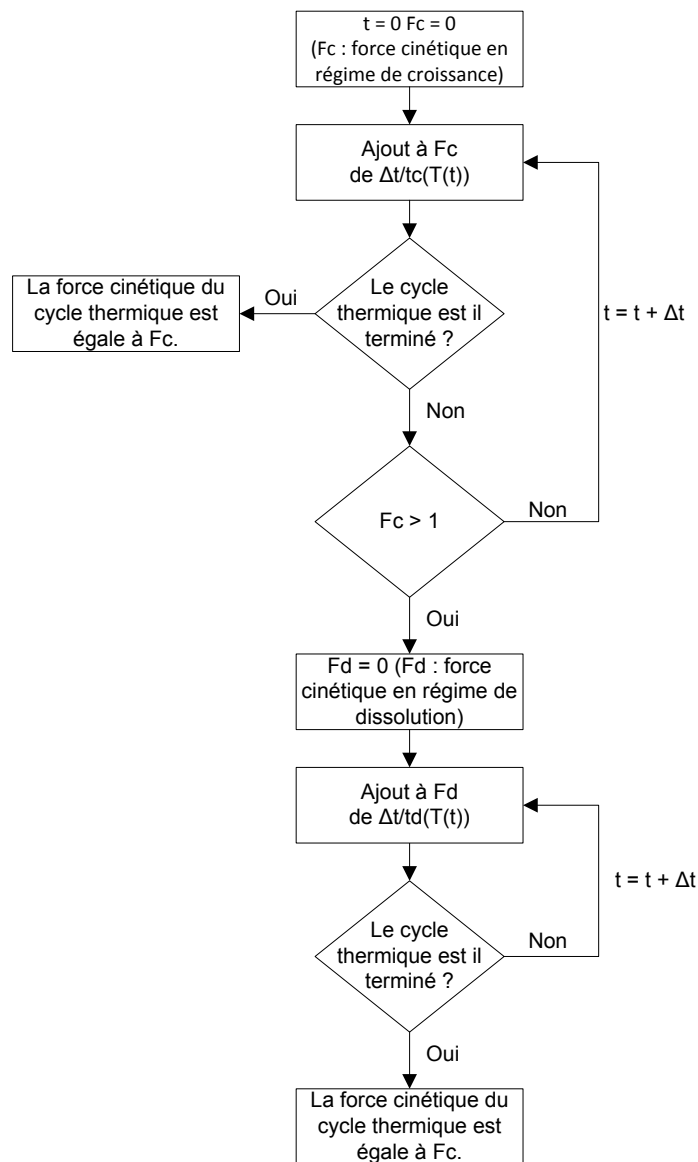 t = 0 Fc = 0
(Fc : force cinétique en
régime de croissance)
Ajout à Fc
de Δt/tc(T(t))
Le cycle
thermique est il
terminé ?
Oui
La force cinétique du
cycle thermique est
égale à Fc.
t = t + Δt
Non
Fc > 1
Non
Oui
Fd = 0 (Fd : force
cinétique en régime de
dissolution)
Ajout à Fd
de Δt/td(T(t))
t = t + Δt
Le cycle
thermique est il
terminé ?
Non
Oui
La force cinétique du
cycle thermique est
égale à Fc.